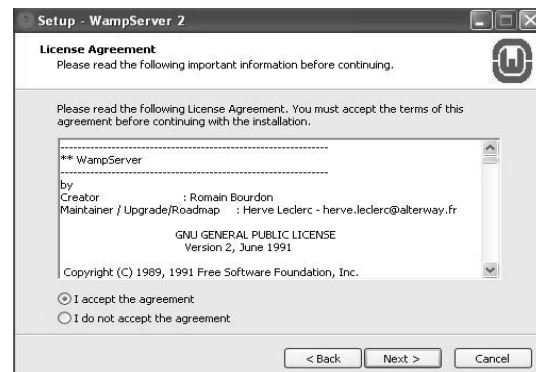 Setup - WampServer 2
License Agreement
Please read the following important information before continuing.
Please read the following License Agreement. You must accept the terms of this
agreement before continuing with the installation.
------------------------------------------------------------
** WampServer
------------------------------------------------------------
by
Creator : Romain Bourdon
Maintainer / Upgrade/Roadmap : Herve Leclerc - herve.leclerc@alterway.fr
GNU GENERAL PUBLIC LICENSE
Version 2, June 1991
Copyright (C) 1989, 1991 Free Software Foundation, Inc.
I accept the agreement
I do not accept the agreement
< Back Next > Cancel